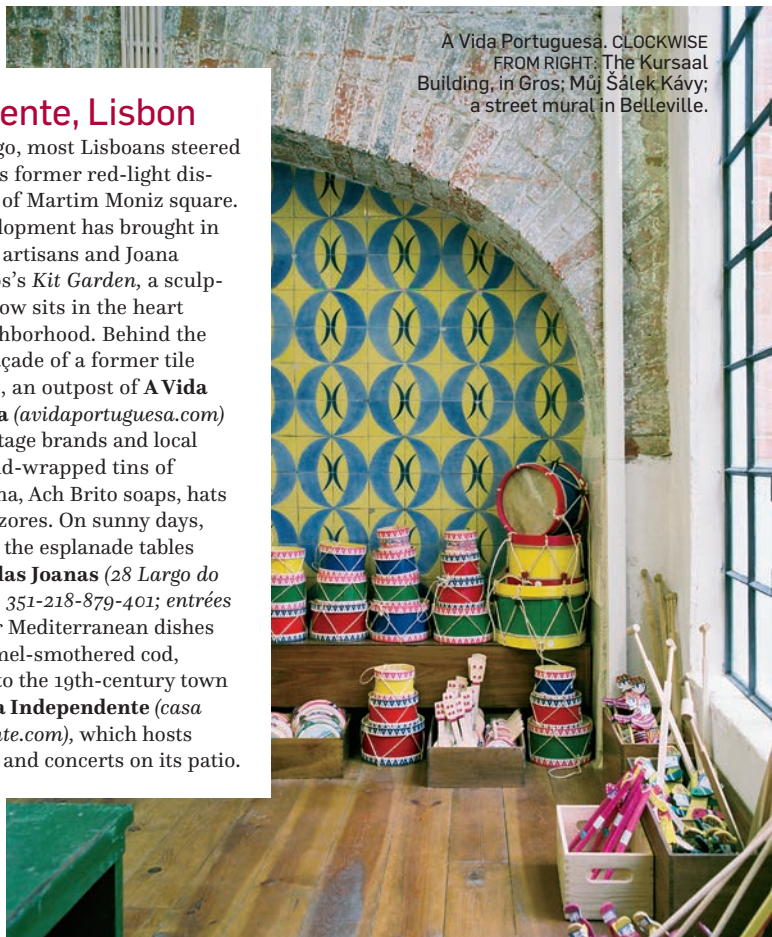 A Vida Portuguesa. CLOCKWISE
FROM RIGHT: The Kursaal
Building, in Gros; Můj Šálek Kávy;
a street mural in Belleville.
ente, Lisbon
go, most Lisboans steered
s former red-light dis-
of Martim Moniz square.
lopment has brought in
artisans and Joana
os's Kit Garden, a sculp-
ow sits in the heart
hborhood. Behind the
çade of a former tile
, an outpost of A Vida
a (avidaportuguesa.com)
tage brands and local
d-wrapped tins of
na, Ach Brito soaps, hats
zores. On sunny days,
the esplanade tables
das Joanas (28 Largo do
351-218-879-401; entrées
r Mediterranean dishes
mel-smothered cod,
to the 19th-century town
a Independente (casa
nte.com), which hosts
and concerts on its patio.